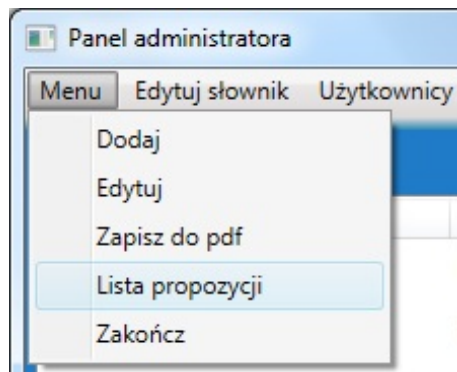 Panel administratora
Menu Edytuj słownik Użytkownicy
Dodaj
Edytuj
Zapisz do pdf
Lista propozycji
Zakończ